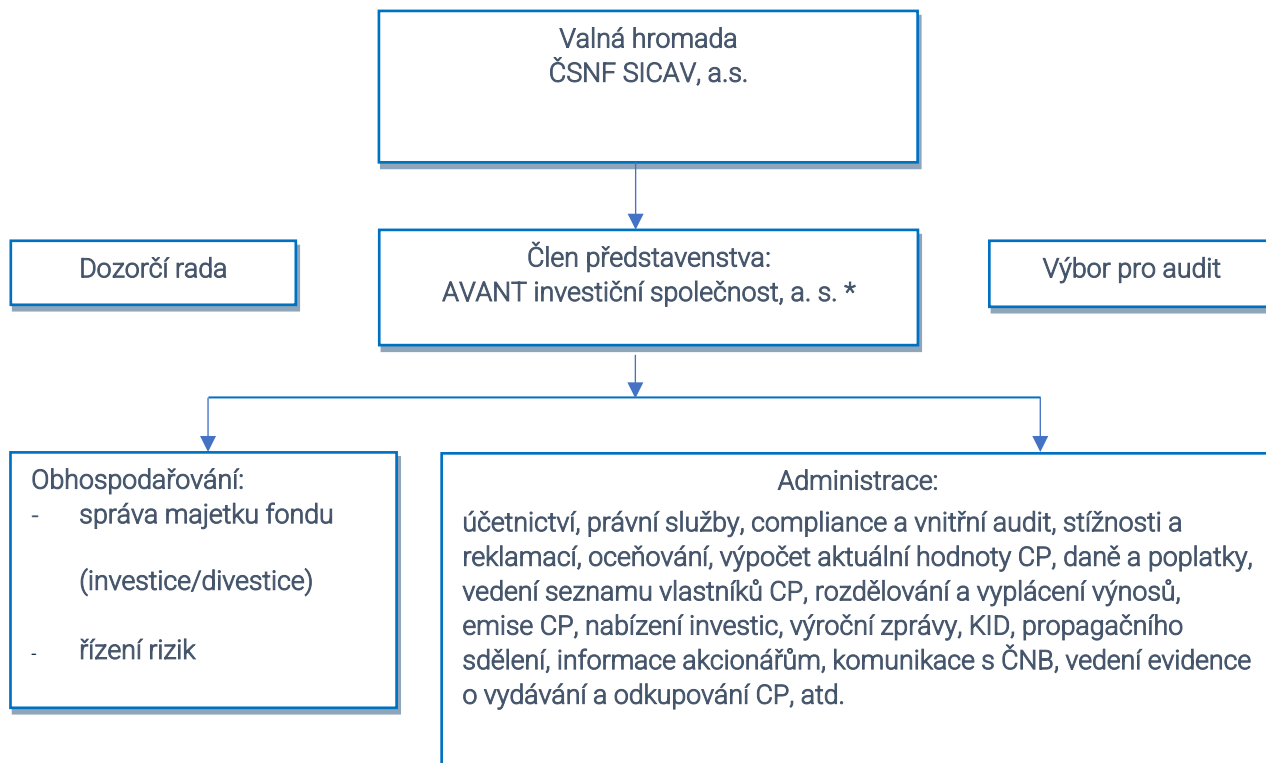 Valná hromada
ČSNF SICAV, a.s.
Dozorčí rada
Člen představenstva:
AVANT investiční společnost, a. s. *
Výbor pro audit
Obhospodařování:
- správa majetku fondu
(investice/divestice)
- řízení rizik
Administrace:
účetnictví, právní služby, compliance a vnitřní audit, stížnosti a
reklamací, oceňování, výpočet aktuální hodnoty CP, daně a poplatky,
vedení seznamu vlastníků CP, rozdělování a vyplácení výnosů,
emise CP, nabízení investic, výroční zprávy, KID, propagačního
sdělení, informace akcionářům, komunikace s ČNB, vedení evidence
o vydávání a odkupování CP, atd.